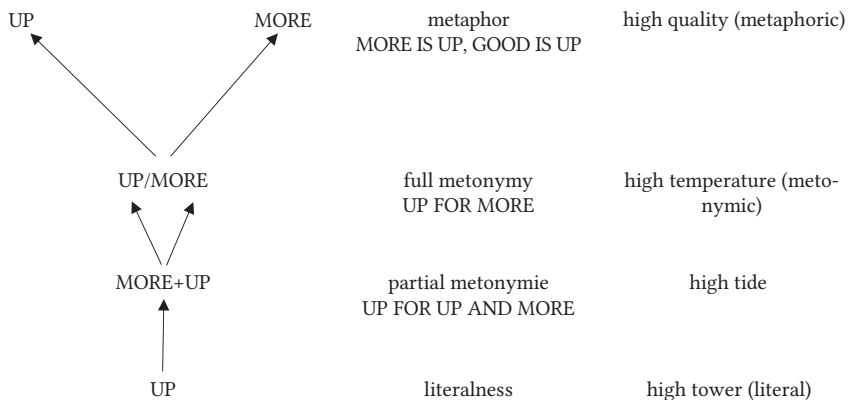 UP MORE metaphor high quality (metaphoric)
MORE IS UP, GOOD IS UP
UP/MORE full metonymy high temperature (meto-
UP FOR MORE nymic)
MORE+UP partial metonymie high tide
UP FOR UP AND MORE
UP literalness high tower (literal)